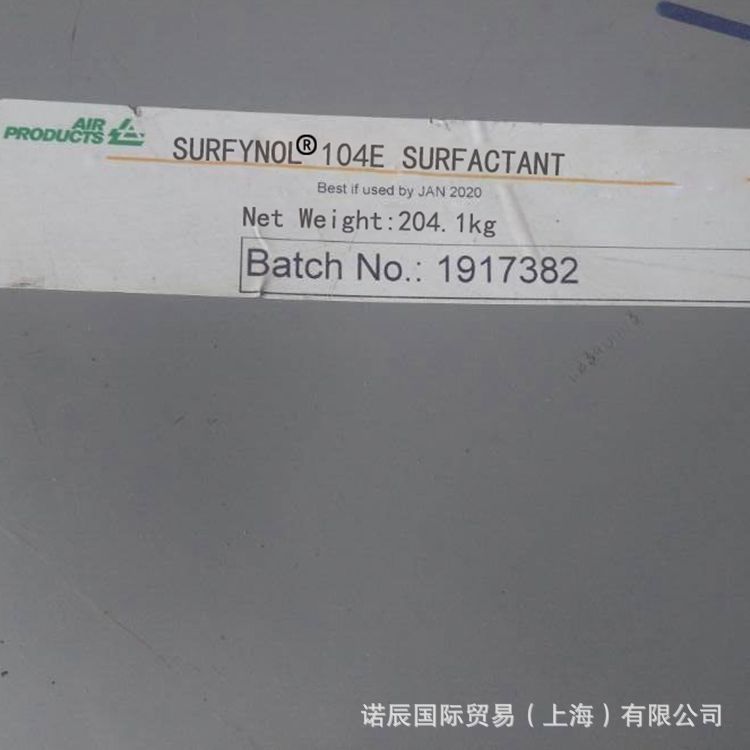 AIR
PRODUCTS
SURFYNOL® 104E SURFACTANT
Best if used by JAN 2020
Net Weight:204.1kg
Batch No.: 1917382
诺辰国际贸易（上海）有限公司